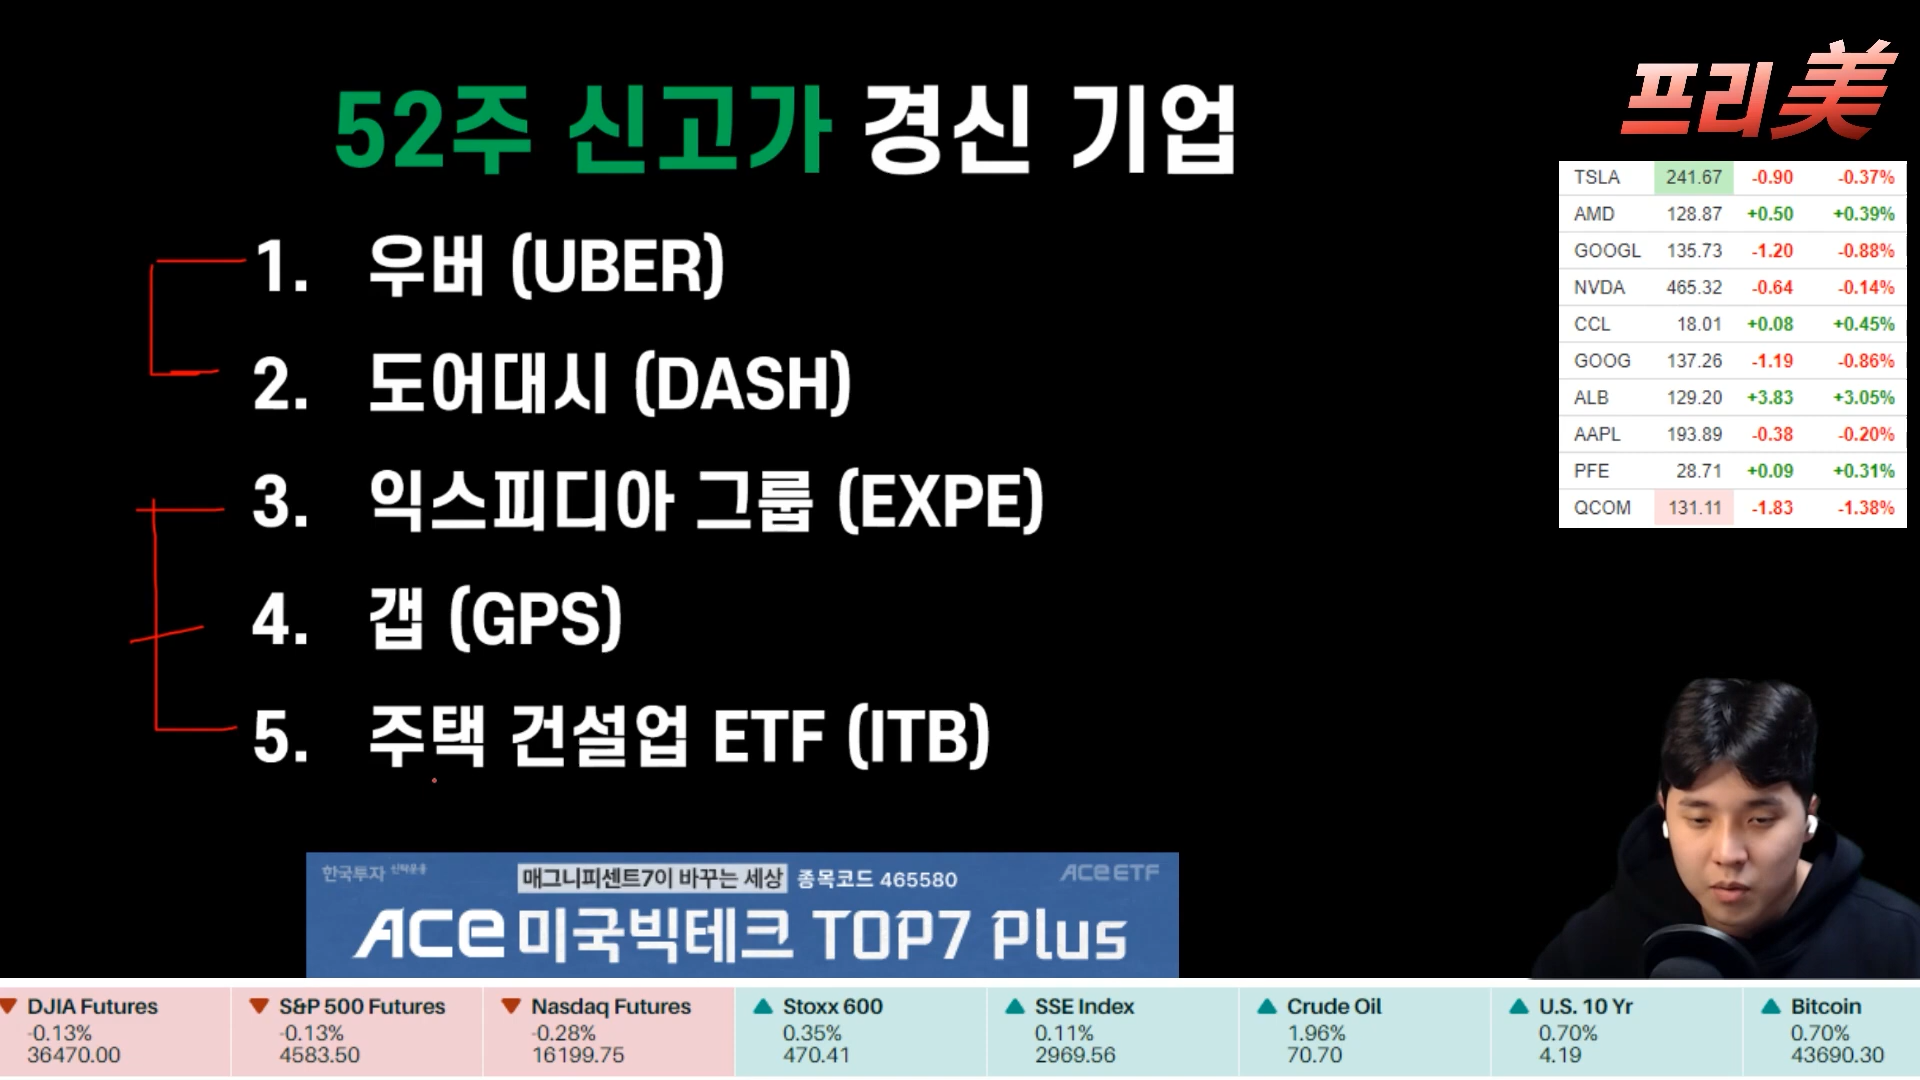 프리美
52주 신고가 경신 기업
1. 우버 (UBER)
2. 도어대시 (DASH)
3. 익스피디아 그룹 (EXPE)
4. 갭 (GPS)
5. 주택 건설업 ETF (ITB)
TSLA 241.67 -0.90 -0.37%
AMD 128.87 +0.50 +0.39%
GOOGL 135.73 -1.20 -0.88%
NVDA 465.32 -0.64 -0.14%
CCL 18.01 +0.08 +0.45%
GOOG 137.26 -1.19 -0.86%
ALB 129.20 +3.83 +3.05%
AAPL 193.89 -0.38 -0.20%
PFE 28.71 +0.09 +0.31%
QCOM 131.11 -1.83 -1.38%
한국투자 신탁운용 매그니피센트7이 바꾸는 세상 종목코드 465580 ACE ETF
ACE 미국빅테크 TOP7 Plus
DJIA Futures S&P 500 Futures Nasdaq Futures Stoxx 600 SSE Index Crude Oil U.S. 10 Yr Bitcoin
-0.13% -0.13% -0.28% 0.35% 0.11% 1.96% 0.70% 0.70%
36470.00 4583.50 16199.75 470.41 2969.56 70.70 4.19 43690.30